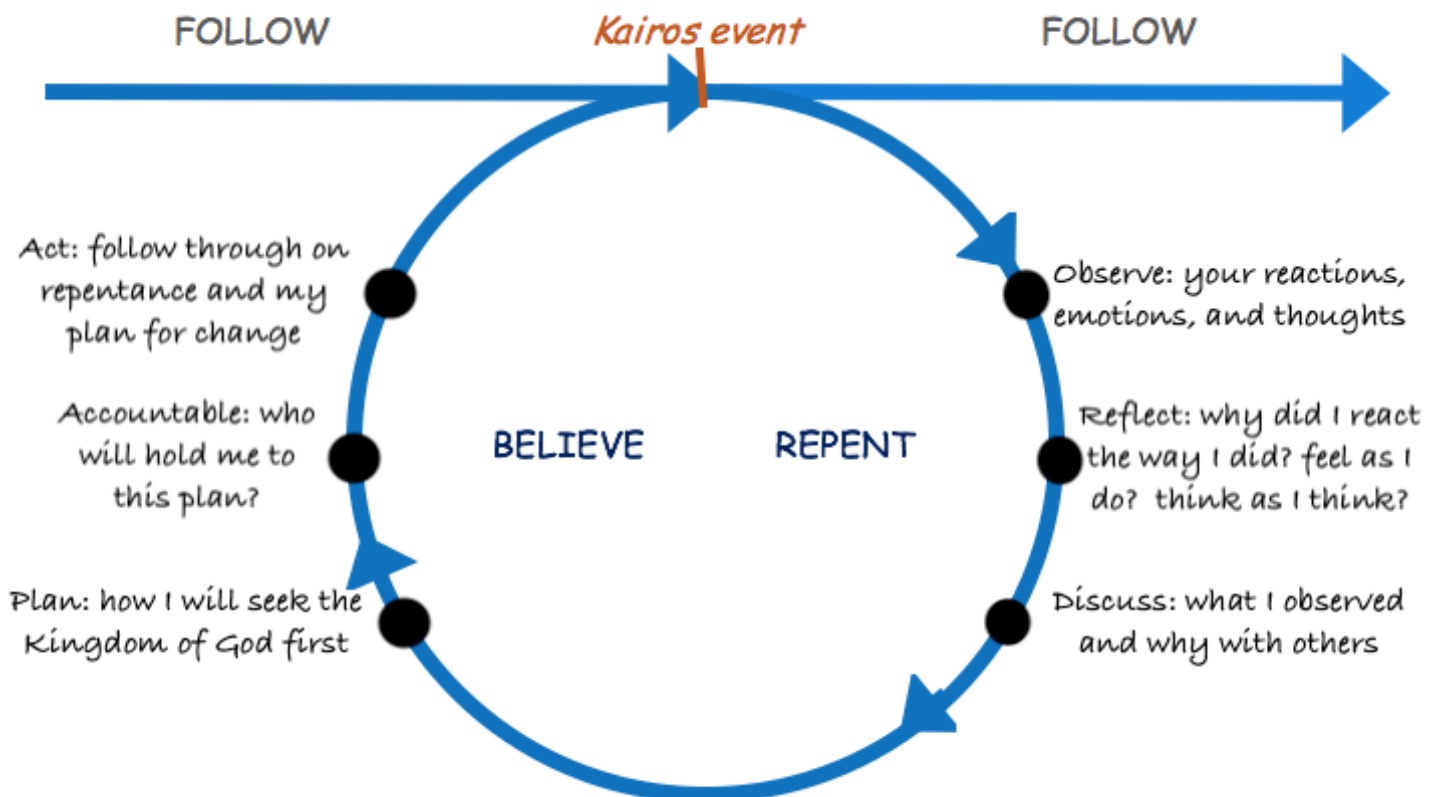 FOLLOW
Kairos event
FOLLOW
Observe: your reactions,
emotions, and thoughts
Reflect: why did I react
the way I did? feel as I
do? think as I think?
Discuss: what I observed
and why with others
Plan: how I will seek the
Kingdom of God first
Accountable: who
will hold me to
this plan?
Act: follow through on
repentance and my
plan for change
BELIEVE
REPENT